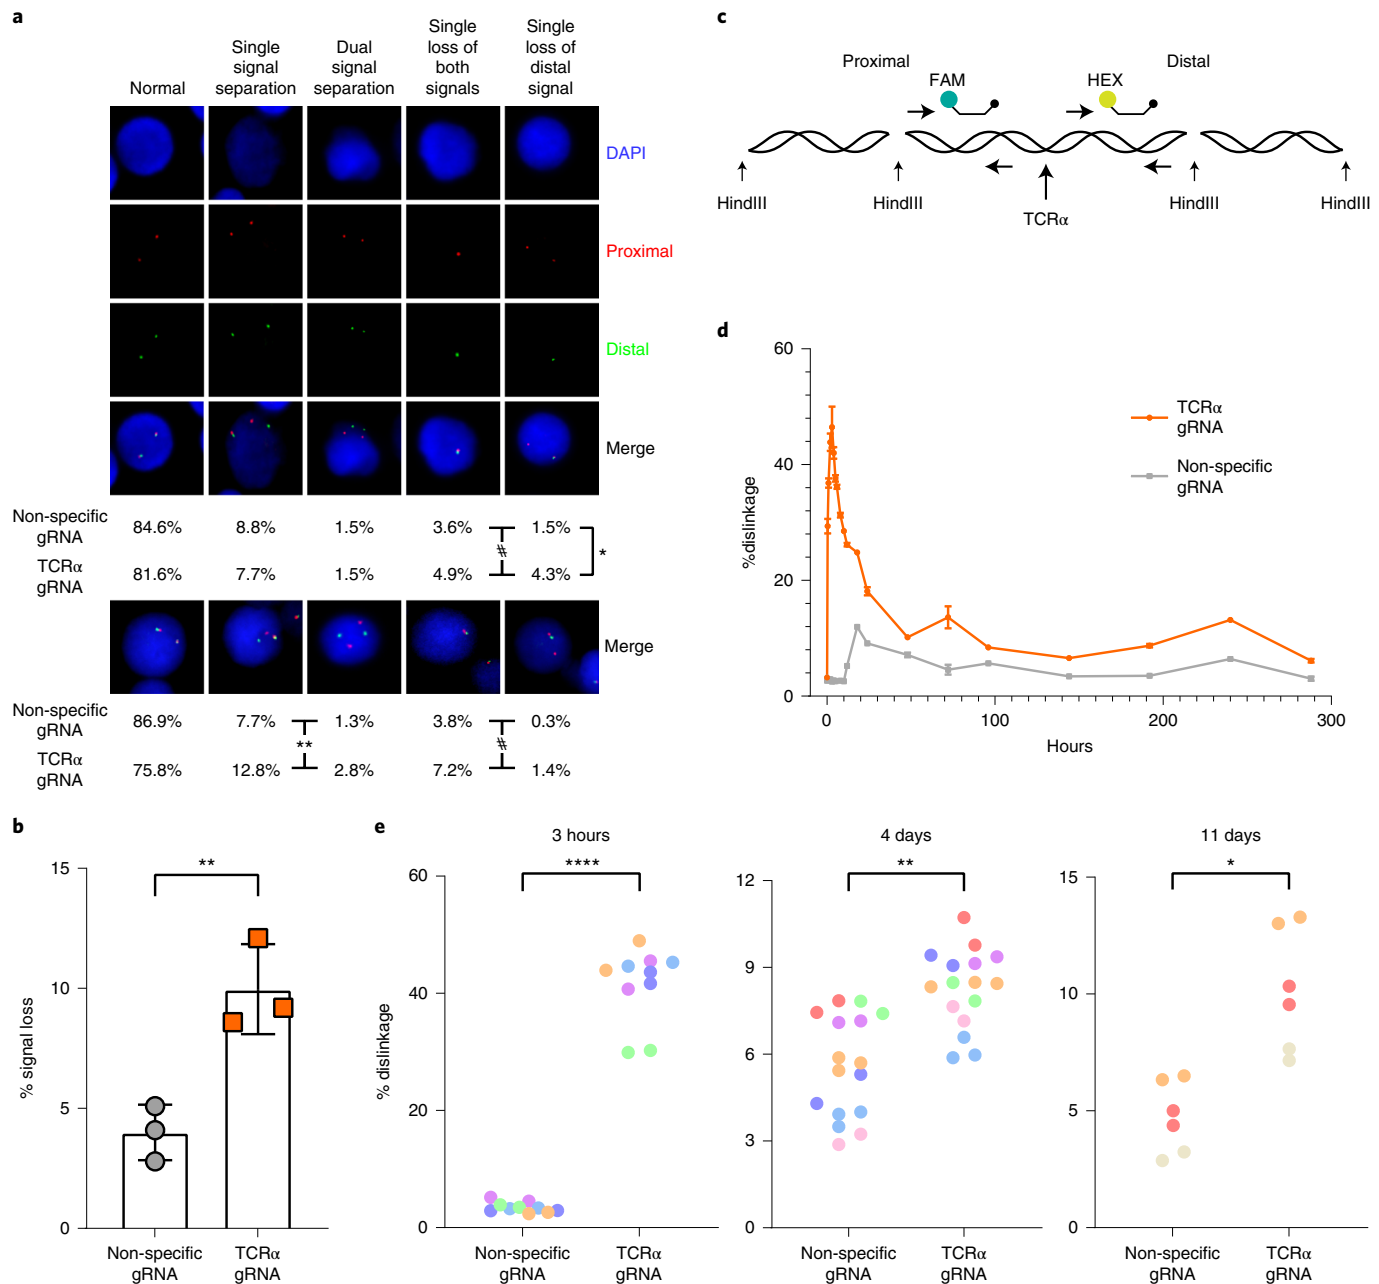 a
Normal
Single
signal
separation
Dual
signal
separation
Single
loss of
both
signals
Single
loss of
distal
signal
DAPI
Proximal
Distal
Merge
Non-specific
gRNA
84.6% 8.8% 1.5% 3.6% 1.5%
#
*
TCRα
gRNA
81.6% 7.7% 1.5% 4.9% 4.3%
Merge
Non-specific
gRNA
86.9% 7.7% 1.3% 3.8% 0.3%
** #
TCRα
gRNA
75.8% 12.8% 2.8% 7.2% 1.4%
b
% signal loss
15
10
5
0
**
Non-specific
gRNA
TCRα
gRNA
c
Proximal
FAM
HEX
Distal
HindIII
HindIII
TCRα
HindIII
HindIII
d
%dislinkage
60
40
20
0
0 100 200 300
Hours
TCRα
gRNA
Non-specific
gRNA
e
% dislinkage
3 hours
****
60
40
20
0
Non-specific
gRNA
TCRα
gRNA
4 days
**
12
9
6
3
0
Non-specific
gRNA
TCRα
gRNA
11 days
*
15
10
5
0
Non-specific
gRNA
TCRα
gRNA